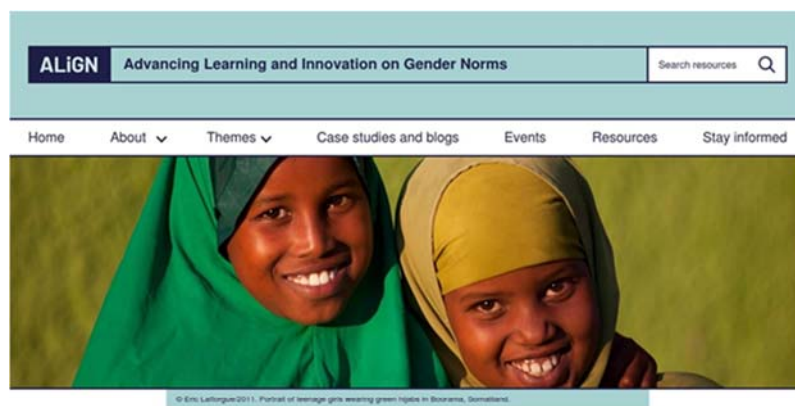 ALiGN Advancing Learning and Innovation on Gender Norms Search resources
Home About Themes Case studies and blogs Events Resources Stay informed
© Eric Lafforgue/2011. Portrait of teenage girls wearing green hijabs in Boorama, Somaliland.